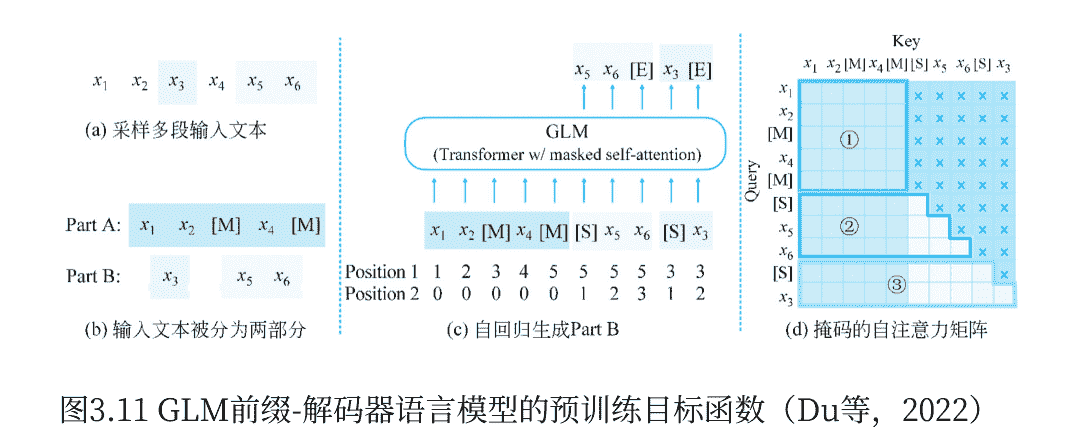 x1 x2 x3 x4 x5 x6
(a) 采样多段输入文本
Part A: x1 x2 [M] x4 [M]
Part B: x3 x5 x6
(b) 输入文本被分为两部分
x5 x6 [E] x3 [E]
GLM
(Transformer w/ masked self-attention)
x1 x2 [M] x4 [M] [S] x5 x6 [S] x3
Position 1 1 2 3 4 5 5 5 5 3 3
Position 2 0 0 0 0 0 1 2 3 1 2
(c) 自回归生成Part B
Key
x1 x2 [M] x4 [M] [S] x5 x6 [S] x3
Query
x1 × × × × ×
x2 × × × × ×
[M] ① × × × × ×
x4 × × × × ×
[M] × × × × ×
[S] × × × ×
x5 ② × × ×
x6 × ×
[S] ③ ×
x3
(d) 掩码的自注意力矩阵
图3.11 GLM前缀-解码器语言模型的预训练目标函数（Du等，2022）